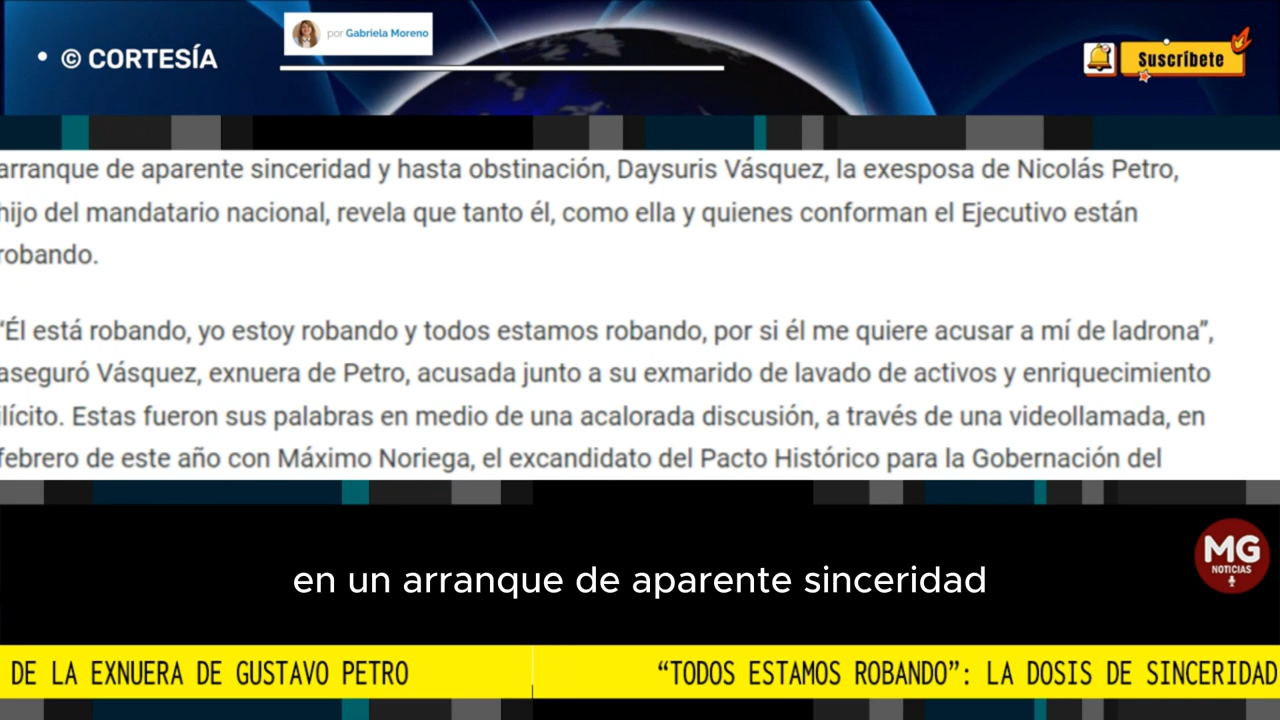 • © CORTESÍA
por Gabriela Moreno
Suscríbete
arranque de aparente sinceridad y hasta obstinación, Daysuris Vásquez, la exesposa de Nicolás Petro,
hijo del mandatario nacional, revela que tanto él, como ella y quienes conforman el Ejecutivo están
robando.
“Él está robando, yo estoy robando y todos estamos robando, por si él me quiere acusar a mí de ladrona”,
aseguró Vásquez, exnuera de Petro, acusada junto a su exmarido de lavado de activos y enriquecimiento
ilícito. Estas fueron sus palabras en medio de una acalorada discusión, a través de una videollamada, en
febrero de este año con Máximo Noriega, el excandidato del Pacto Histórico para la Gobernación del
MG
NOTICIAS
en un arranque de aparente sinceridad
DE LA EXNUERA DE GUSTAVO PETRO
“TODOS ESTAMOS ROBANDO”: LA DOSIS DE SINCERIDAD